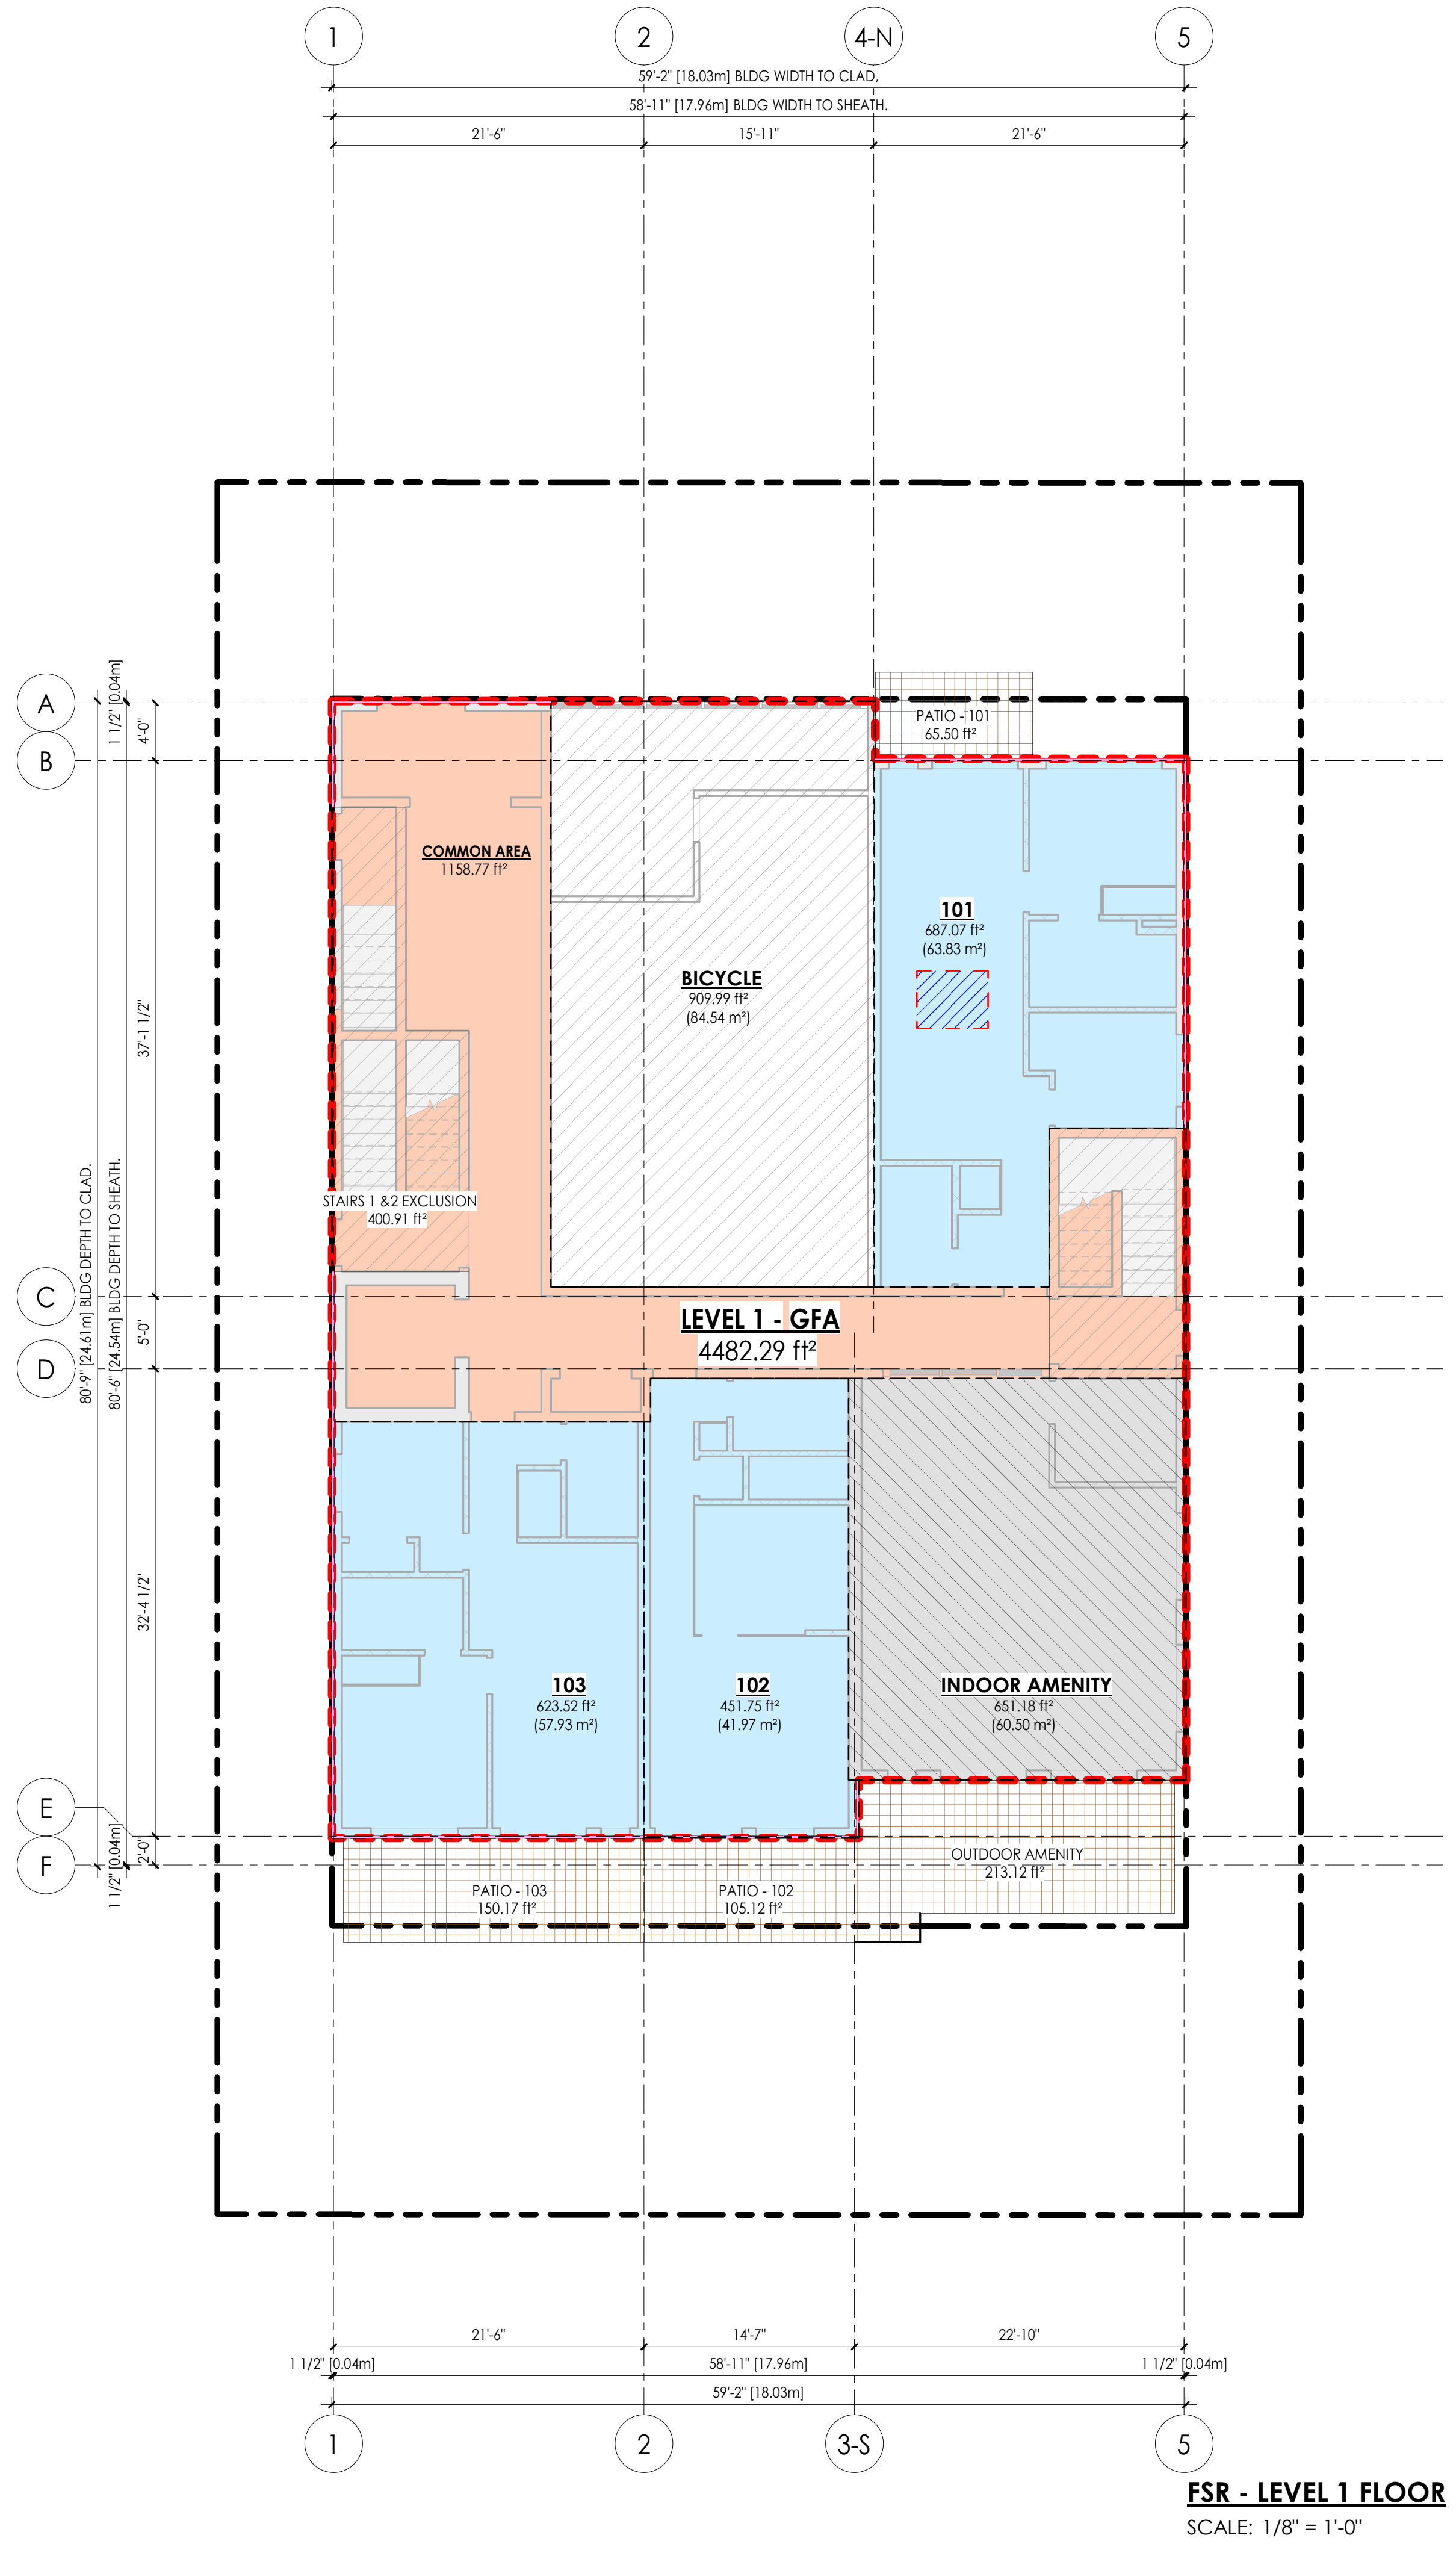 1
2
4-N
5
59'-2" [18.03m] BLDG WIDTH TO CLAD,
58'-11" [17.96m] BLDG WIDTH TO SHEATH.
21'-6"
15'-11"
21'-6"
A
B
C
D
E
F
1 1/2" [0.04m]
4'-0"
37'-1 1/2"
5'-0"
32'-4 1/2"
2'-0"
1 1/2" [0.04m]
80'-9" [24.61m] BLDG DEPTH TO CLAD.
80'-6" [24.54m] BLDG DEPTH TO SHEATH.
PATIO - 101
65.50 ft²
COMMON AREA
1158.77 ft²
101
687.07 ft²
(63.83 m²)
BICYCLE
909.99 ft²
(84.54 m²)
STAIRS 1 &2 EXCLUSION
400.91 ft²
LEVEL 1 - GFA
4482.29 ft²
103
623.52 ft²
(57.93 m²)
102
451.75 ft²
(41.97 m²)
INDOOR AMENITY
651.18 ft²
(60.50 m²)
OUTDOOR AMENITY
213.12 ft²
PATIO - 103
150.17 ft²
PATIO - 102
105.12 ft²
21'-6"
14'-7"
22'-10"
1 1/2" [0.04m]
58'-11" [17.96m]
1 1/2" [0.04m]
59'-2" [18.03m]
1
2
3-S
5
FSR - LEVEL 1 FLOOR
SCALE: 1/8" = 1'-0"